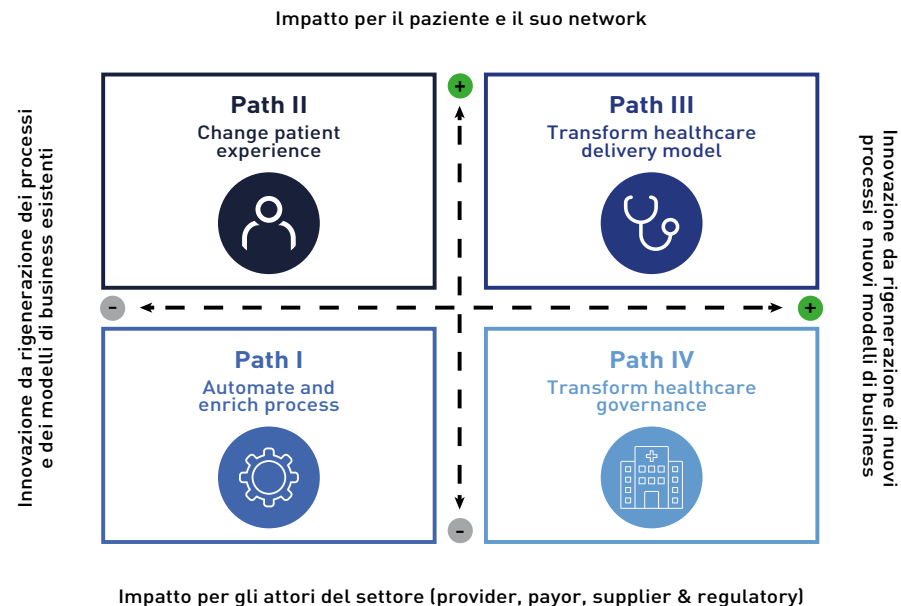 Impatto per il paziente e il suo network
+
Path II
Change patient
experience
Path III
Transform healthcare
delivery model
Innovazione da rigenerazione dei processi
e dei modelli di business esistenti
Innovazione da rigenerazione di nuovi
processi e nuovi modelli di business
-
+
Path I
Automate and
enrich process
Path IV
Transform healthcare
governance
-
Impatto per gli attori del settore (provider, payor, supplier & regulatory)